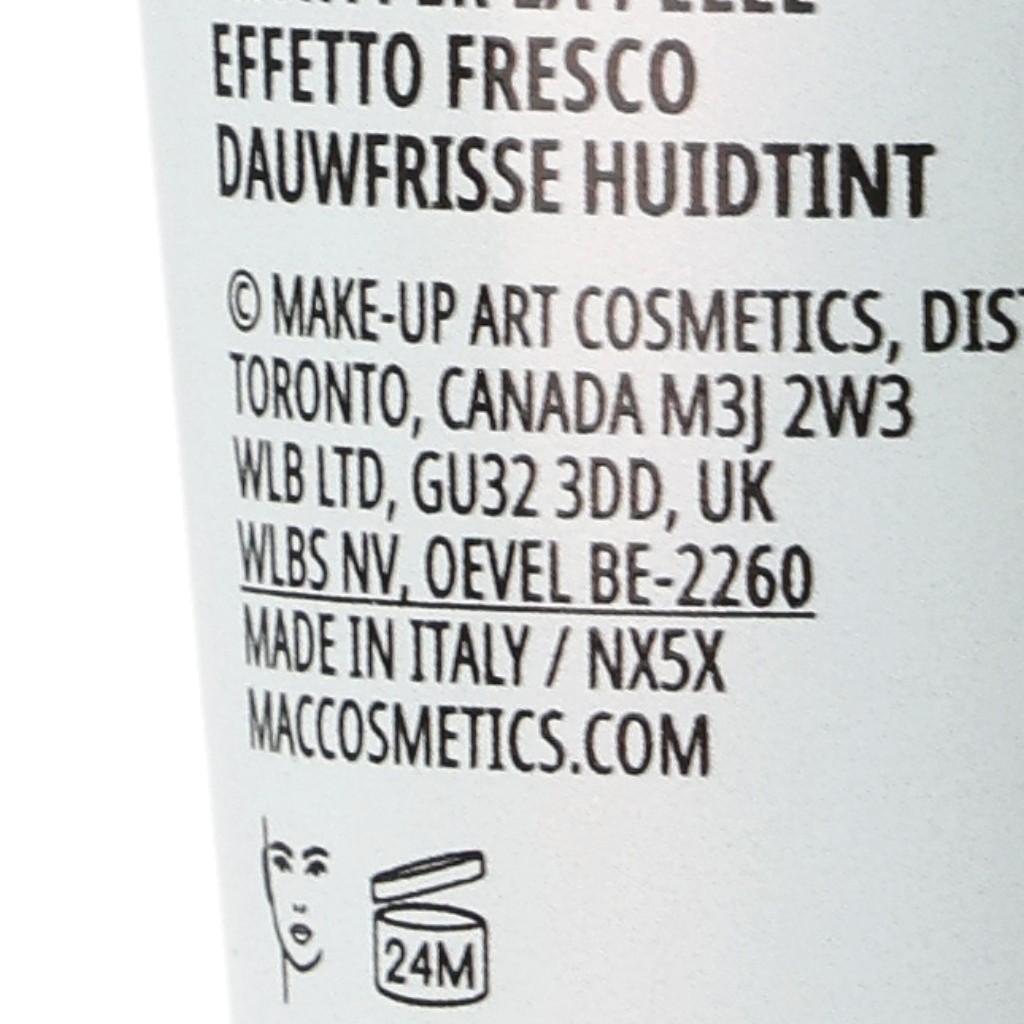 EFFETTO FRESCO
DAUWFRISSE HUIDTINT
© MAKE-UP ART COSMETICS, DIST
TORONTO, CANADA M3J 2W3
WLB LTD, GU32 3DD, UK
WLBS NV, OEVEL BE-2260
MADE IN ITALY / NX5X
MACCOSMETICS.COM
24M